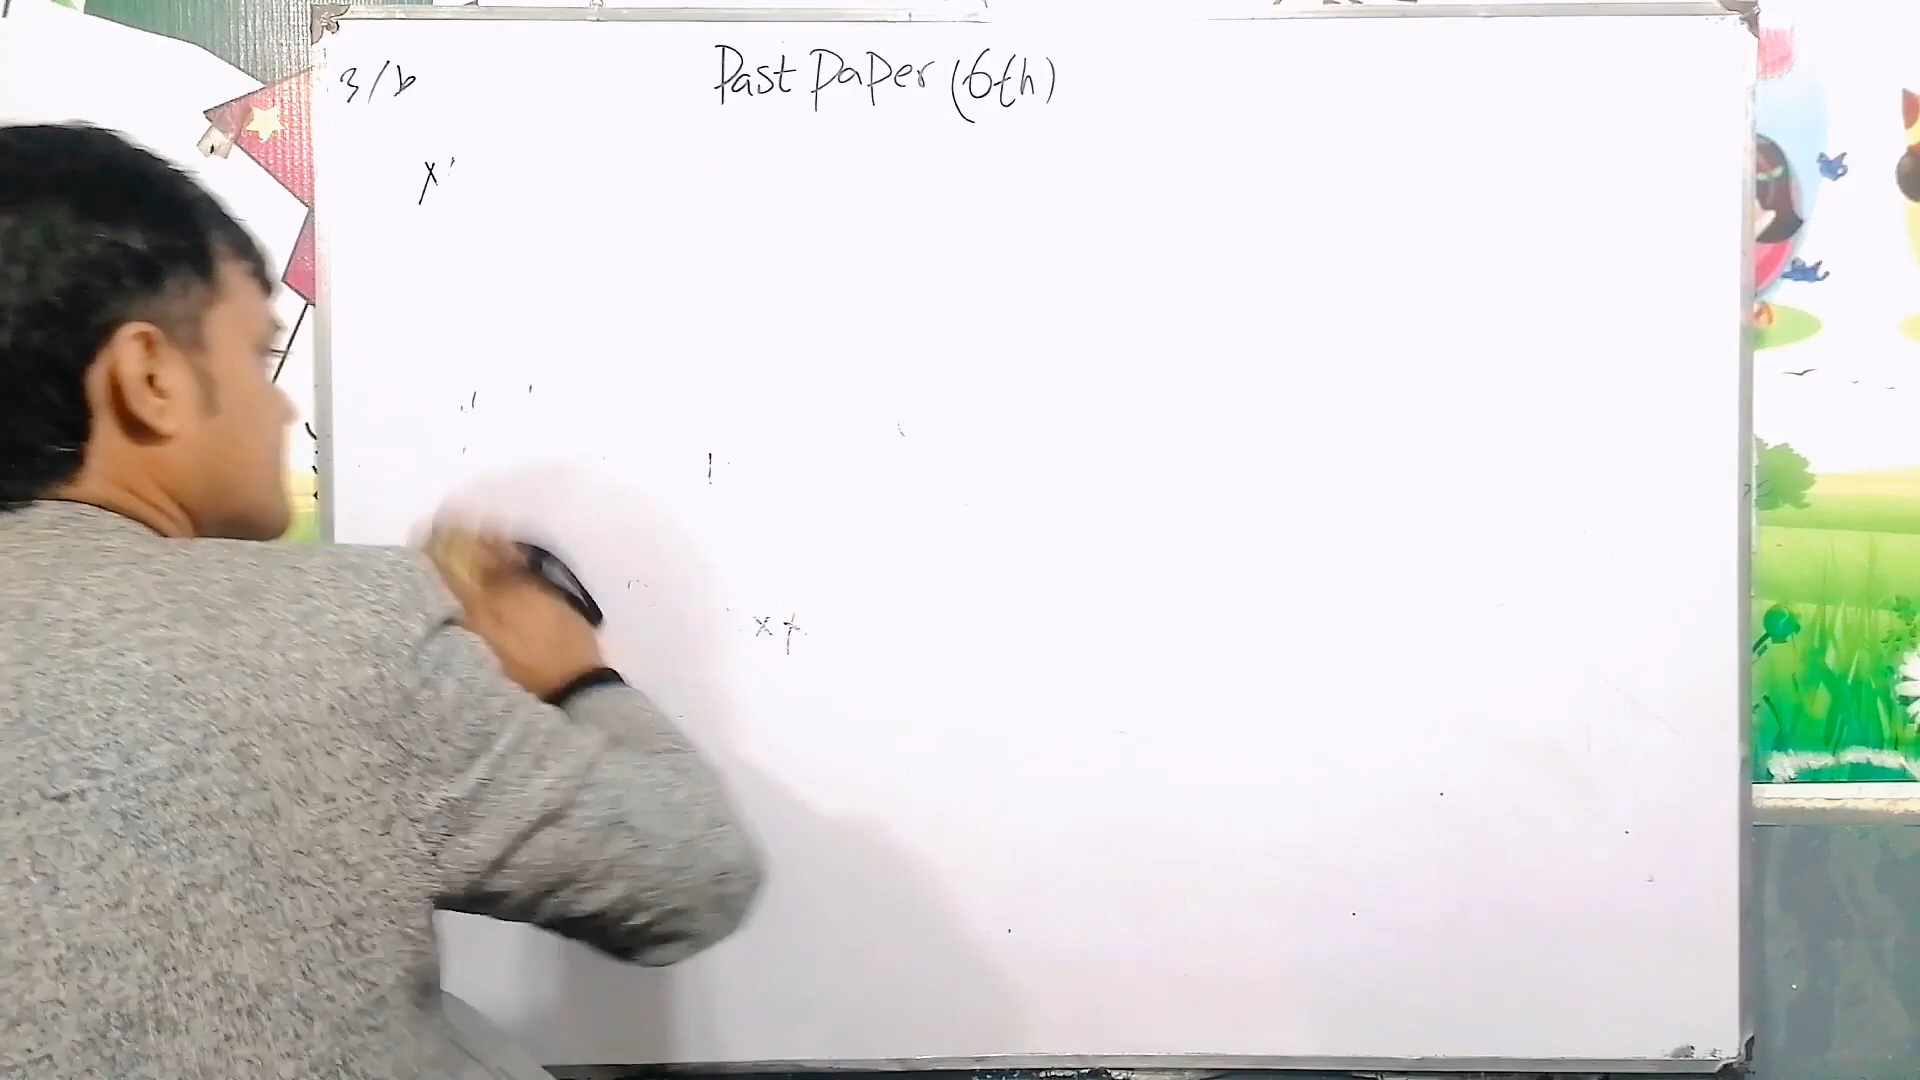 3/b
Past Paper (6th)
x
x +